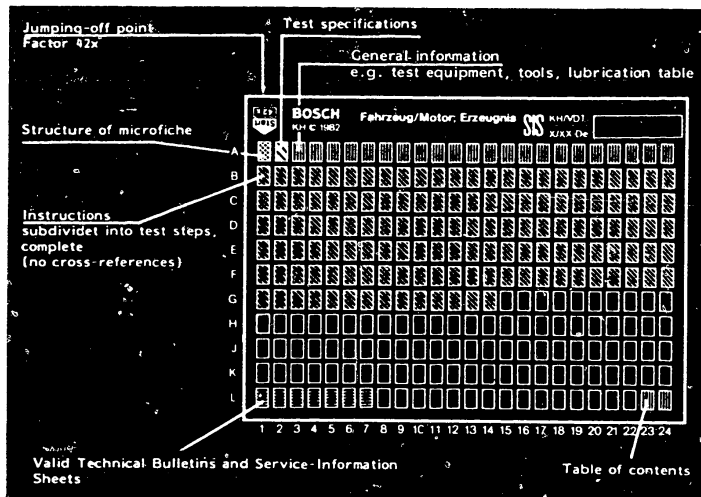 Jumping-off point
Factor 42x
Test specifications
General information
e.g. test equipment, tools, lubrication table
Start
42 x
BOSCH
KH © 1982
Fahrzeug/Motor; Erzeugnis
SIS
KH/VDT
X/XX De
Structure of microfiche
Instructions
subdividet into test steps,
complete
(no cross-references)
A
B
C
D
E
F
G
H
J
K
L
1 2 3 4 5 6 7 8 9 10 11 12 13 14 15 16 17 18 19 20 21 22 23 24
Valid Technical Bulletins and Service-Information
Sheets
Table of contents